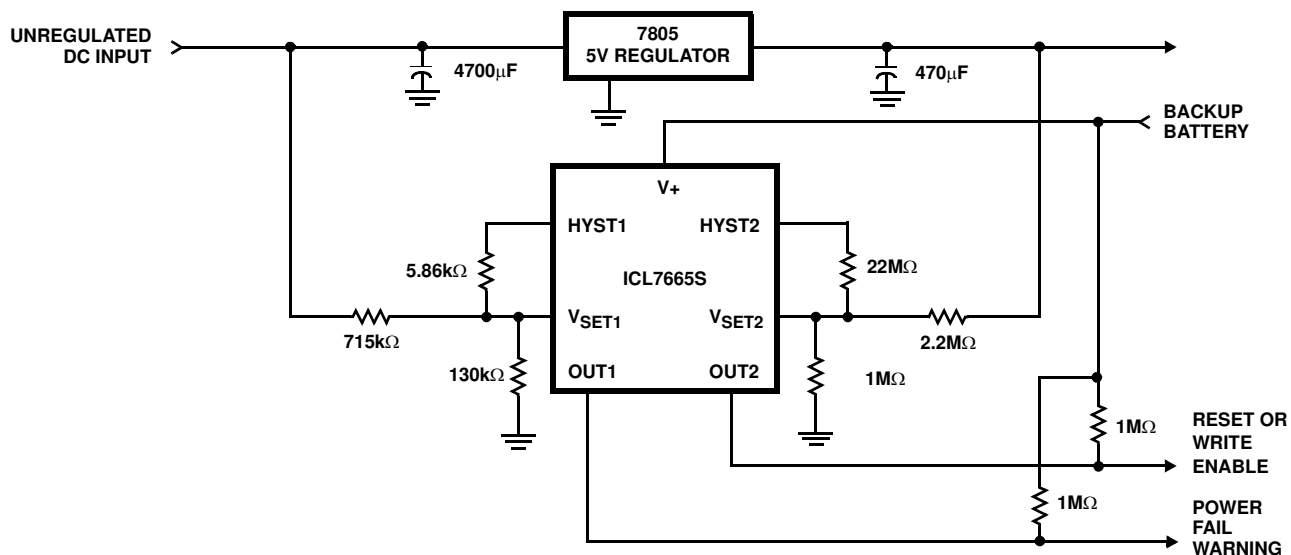 UNREGULATED
DC INPUT
7805
5V REGULATOR
4700μF
470μF
BACKUP
BATTERY
V+
HYST1
HYST2
5.86kΩ
22MΩ
ICL7665S
VSET1
VSET2
715kΩ
2.2MΩ
130kΩ
OUT1
OUT2
1MΩ
1MΩ
RESET OR
WRITE
ENABLE
1MΩ
POWER
FAIL
WARNING